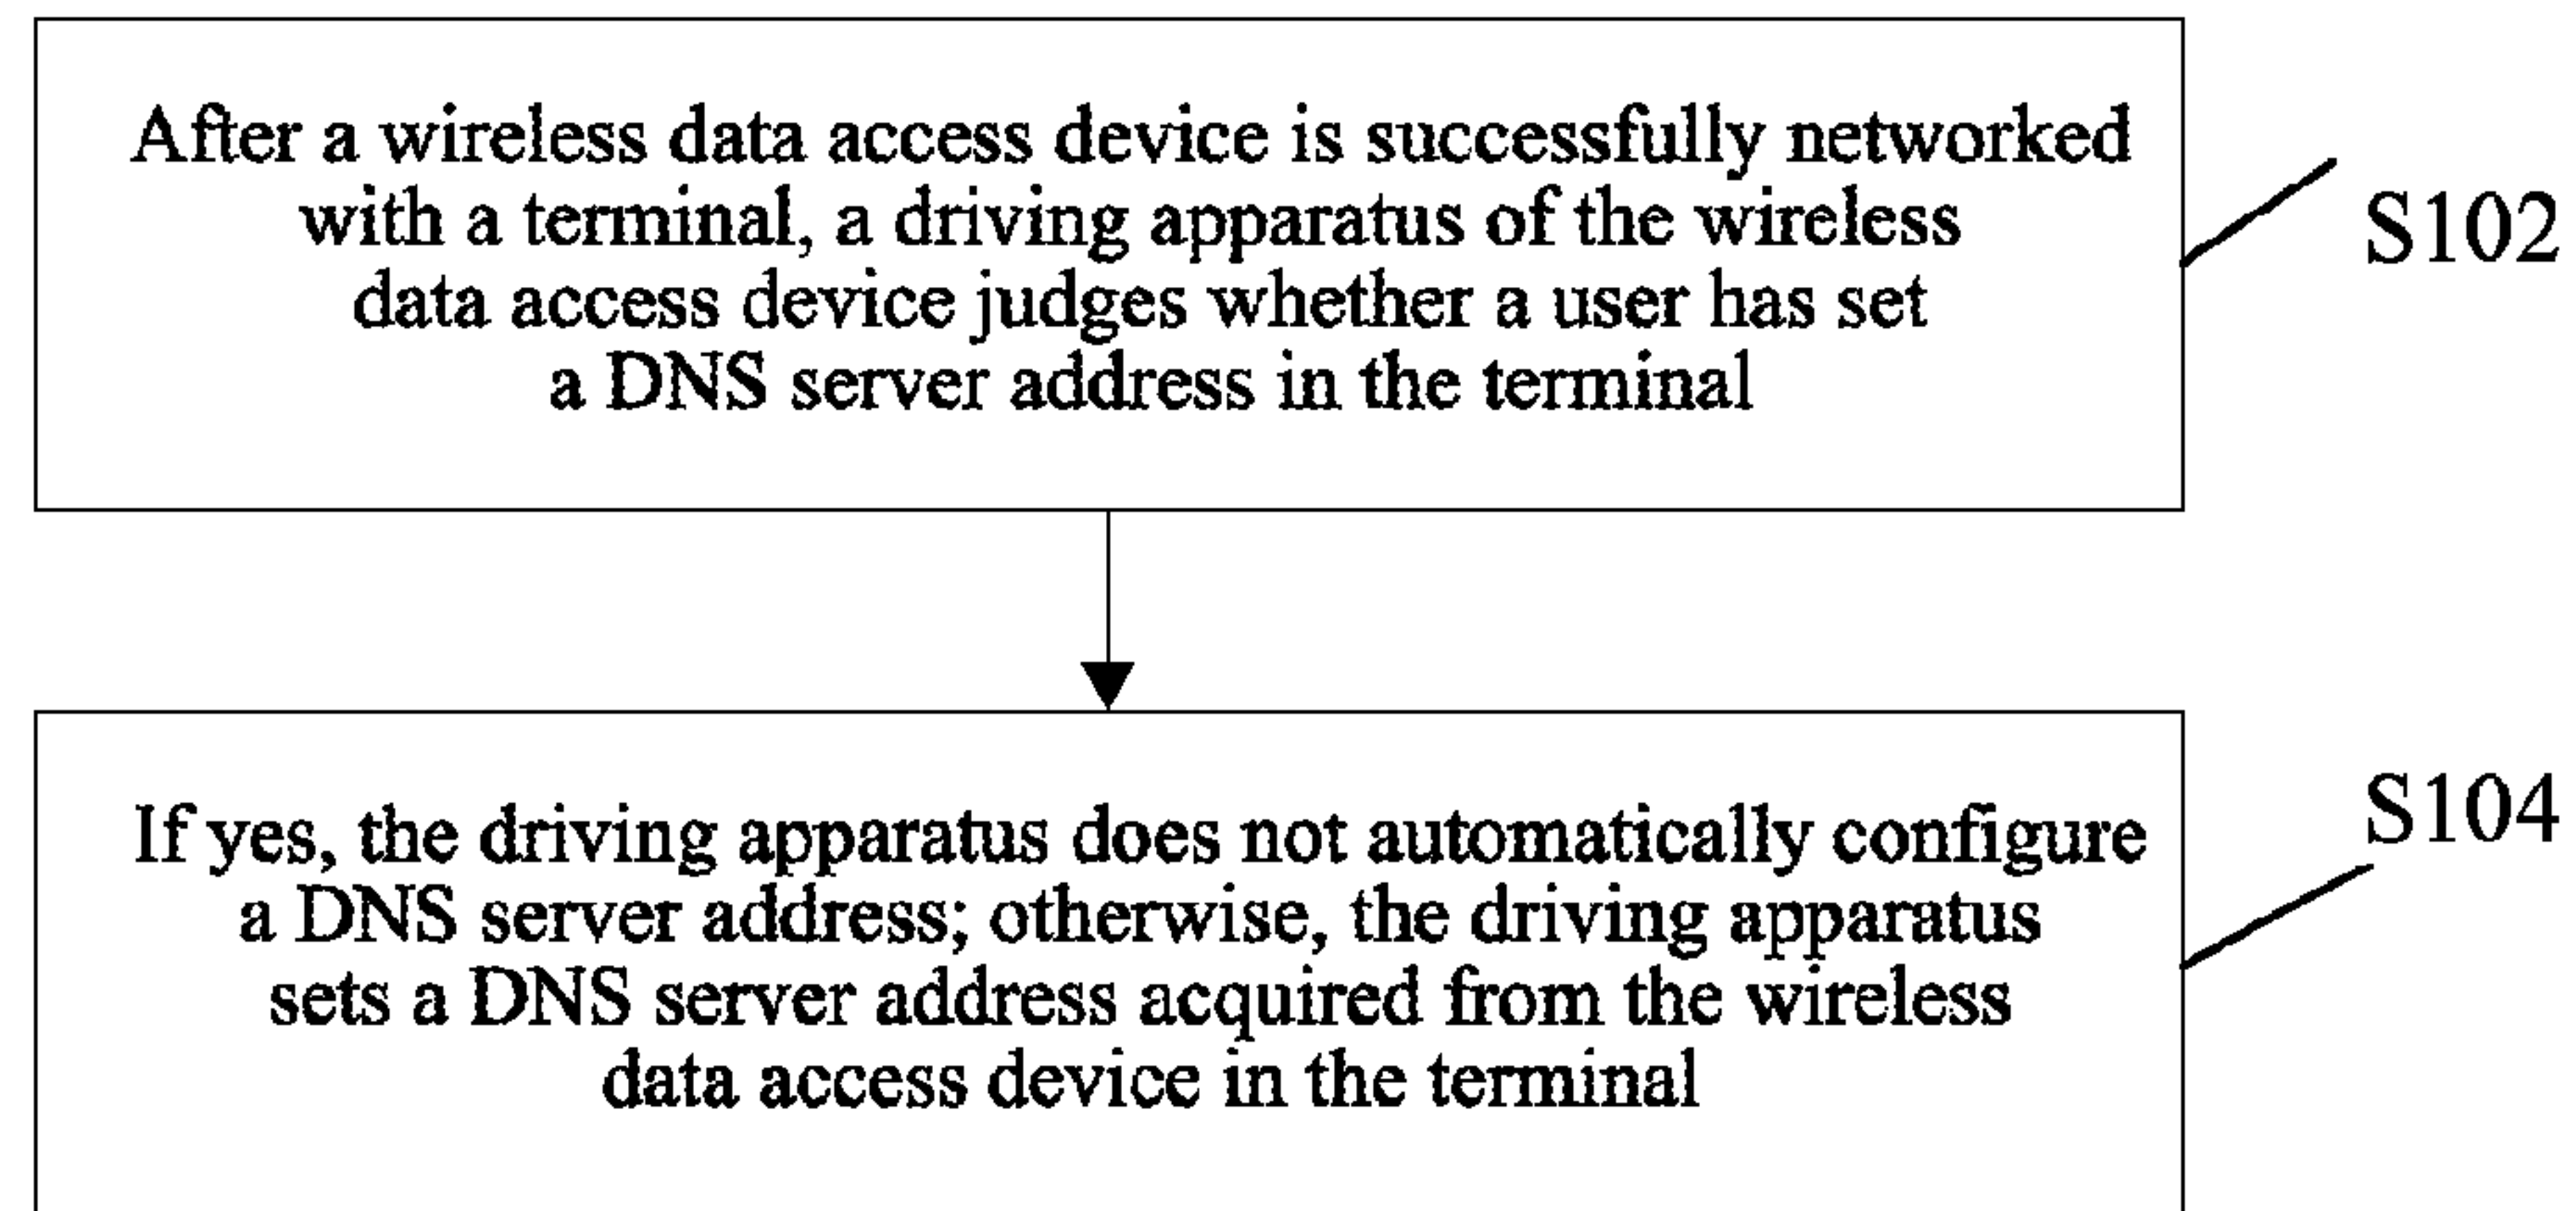 After a wireless data access device is successfully networked
with a terminal, a driving apparatus of the wireless
data access device judges whether a user has set
a DNS server address in the terminal
S102
If yes, the driving apparatus does not automatically configure
a DNS server address; otherwise, the driving apparatus
sets a DNS server address acquired from the wireless
data access device in the terminal
S104